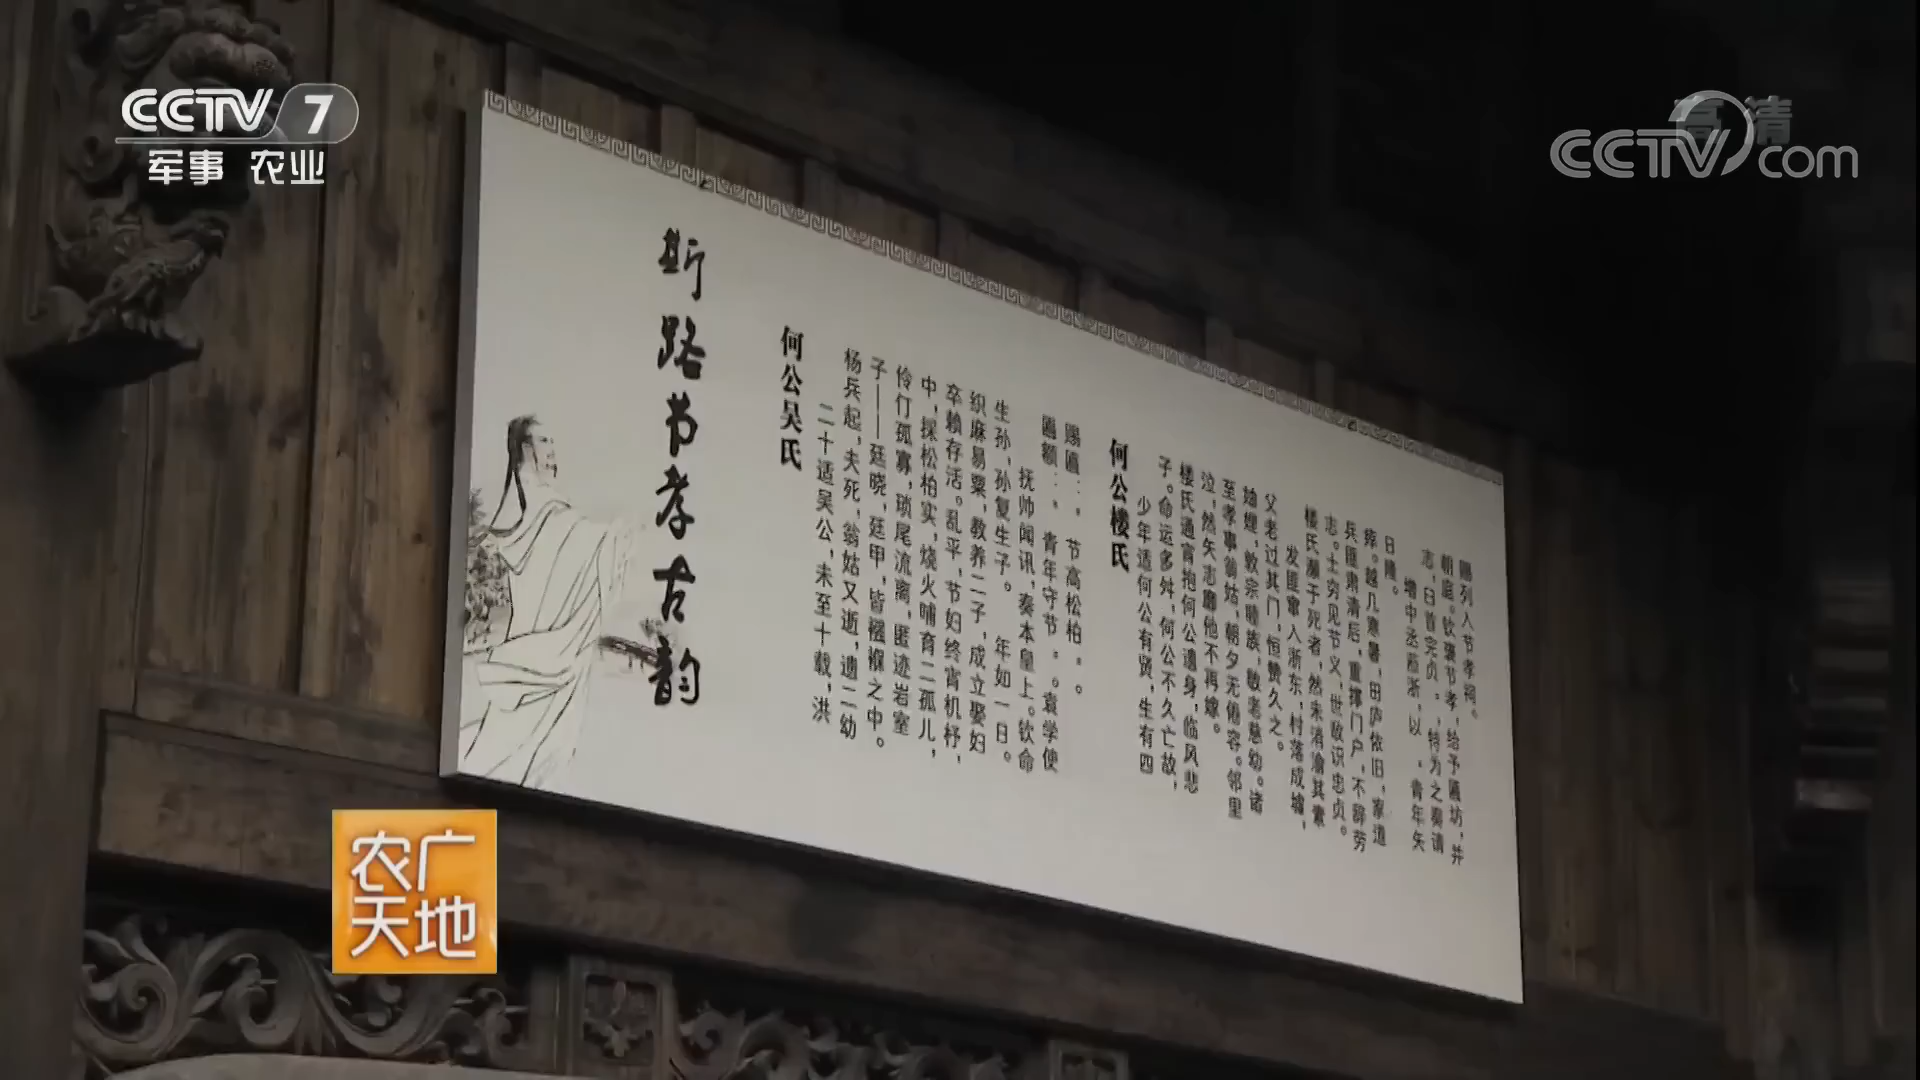 CCTV 7
军事 农业
高清
CCTV.com
斯路节孝古韵
何公吴氏
二十适吴公，未至十载，洪
杨兵起，夫死，翁姑又逝，遗二幼
子——廷晓，廷甲，皆襁褓之中。
伶仃孤寡，琐尾流离，匿迹岩室
中，採松柏实，烧火哺育二孤儿，
卒赖存活。乱平，节妇终宵机杼，
织麻易粟，教养二子，成立娶妇
生孙，孙复生子。 年如一日。
抚帅闻讯，奏本皇上。钦命
匾额：，青年守节。。袁学使
赐匾：，节高松柏。。
何公楼氏
少年适何公有贤，生有四
子。命运多舛，何公不久亡故，
楼氏通宵抱何公遗身，临风悲
泣，然矢志靡他不再嫁。
至孝事翁姑，朝夕无倦容。邻里
妯娌，敦宗睦族，敬老慈幼。诸
父老过其门，恒赞久之。
发匪窜入浙东，村落成墟，
楼氏濒于死者，然未消渝其素
志。士穷见节义，世敢识忠贞。
兵匪肃清后，重撑门户，不辞劳
瘁。越几寒暑，田庐依旧，家道
日隆。
增中丞莅浙，以，青年矢
志，白首完贞，特为之奏请
朝庭。钦褒节孝，给予匾坊，并
赐列入节孝祠。
农广
天地